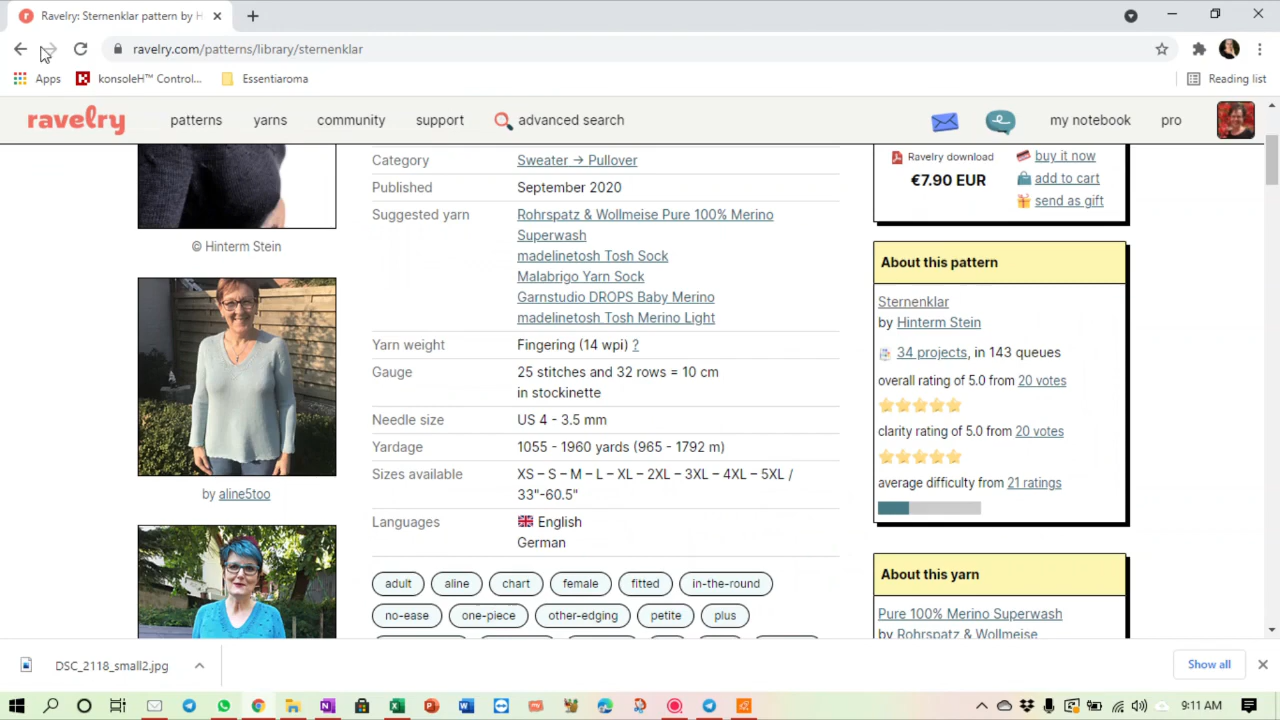 Ravelry: Sternenklar pattern by H
ravelry.com/patterns/library/sternenklar
Apps
konsoleH™ Control...
Essentiaroma
Reading list
ravelry
patterns
yarns
community
support
advanced search
my notebook
pro
Category
Sweater → Pullover
Published
September 2020
Suggested yarn
Rohrspatz & Wollmeise Pure 100% Merino
Superwash
madelinetosh Tosh Sock
Malabrigo Yarn Sock
Garnstudio DROPS Baby Merino
madelinetosh Tosh Merino Light
Yarn weight
Fingering (14 wpi) ?
Gauge
25 stitches and 32 rows = 10 cm
in stockinette
Needle size
US 4 - 3.5 mm
Yardage
1055 - 1960 yards (965 - 1792 m)
Sizes available
XS – S – M – L – XL – 2XL – 3XL – 4XL – 5XL /
33"-60.5"
Languages
English
German
adult
aline
chart
female
fitted
in-the-round
no-ease
one-piece
other-edging
petite
plus
© Hinterm Stein
by aline5too
Ravelry download
€7.90 EUR
buy it now
add to cart
send as gift
About this pattern
Sternenklar
by Hinterm Stein
34 projects, in 143 queues
overall rating of 5.0 from 20 votes
clarity rating of 5.0 from 20 votes
average difficulty from 21 ratings
About this yarn
Pure 100% Merino Superwash
by Rohrspatz & Wollmeise
DSC_2118_small2.jpg
Show all
9:11 AM